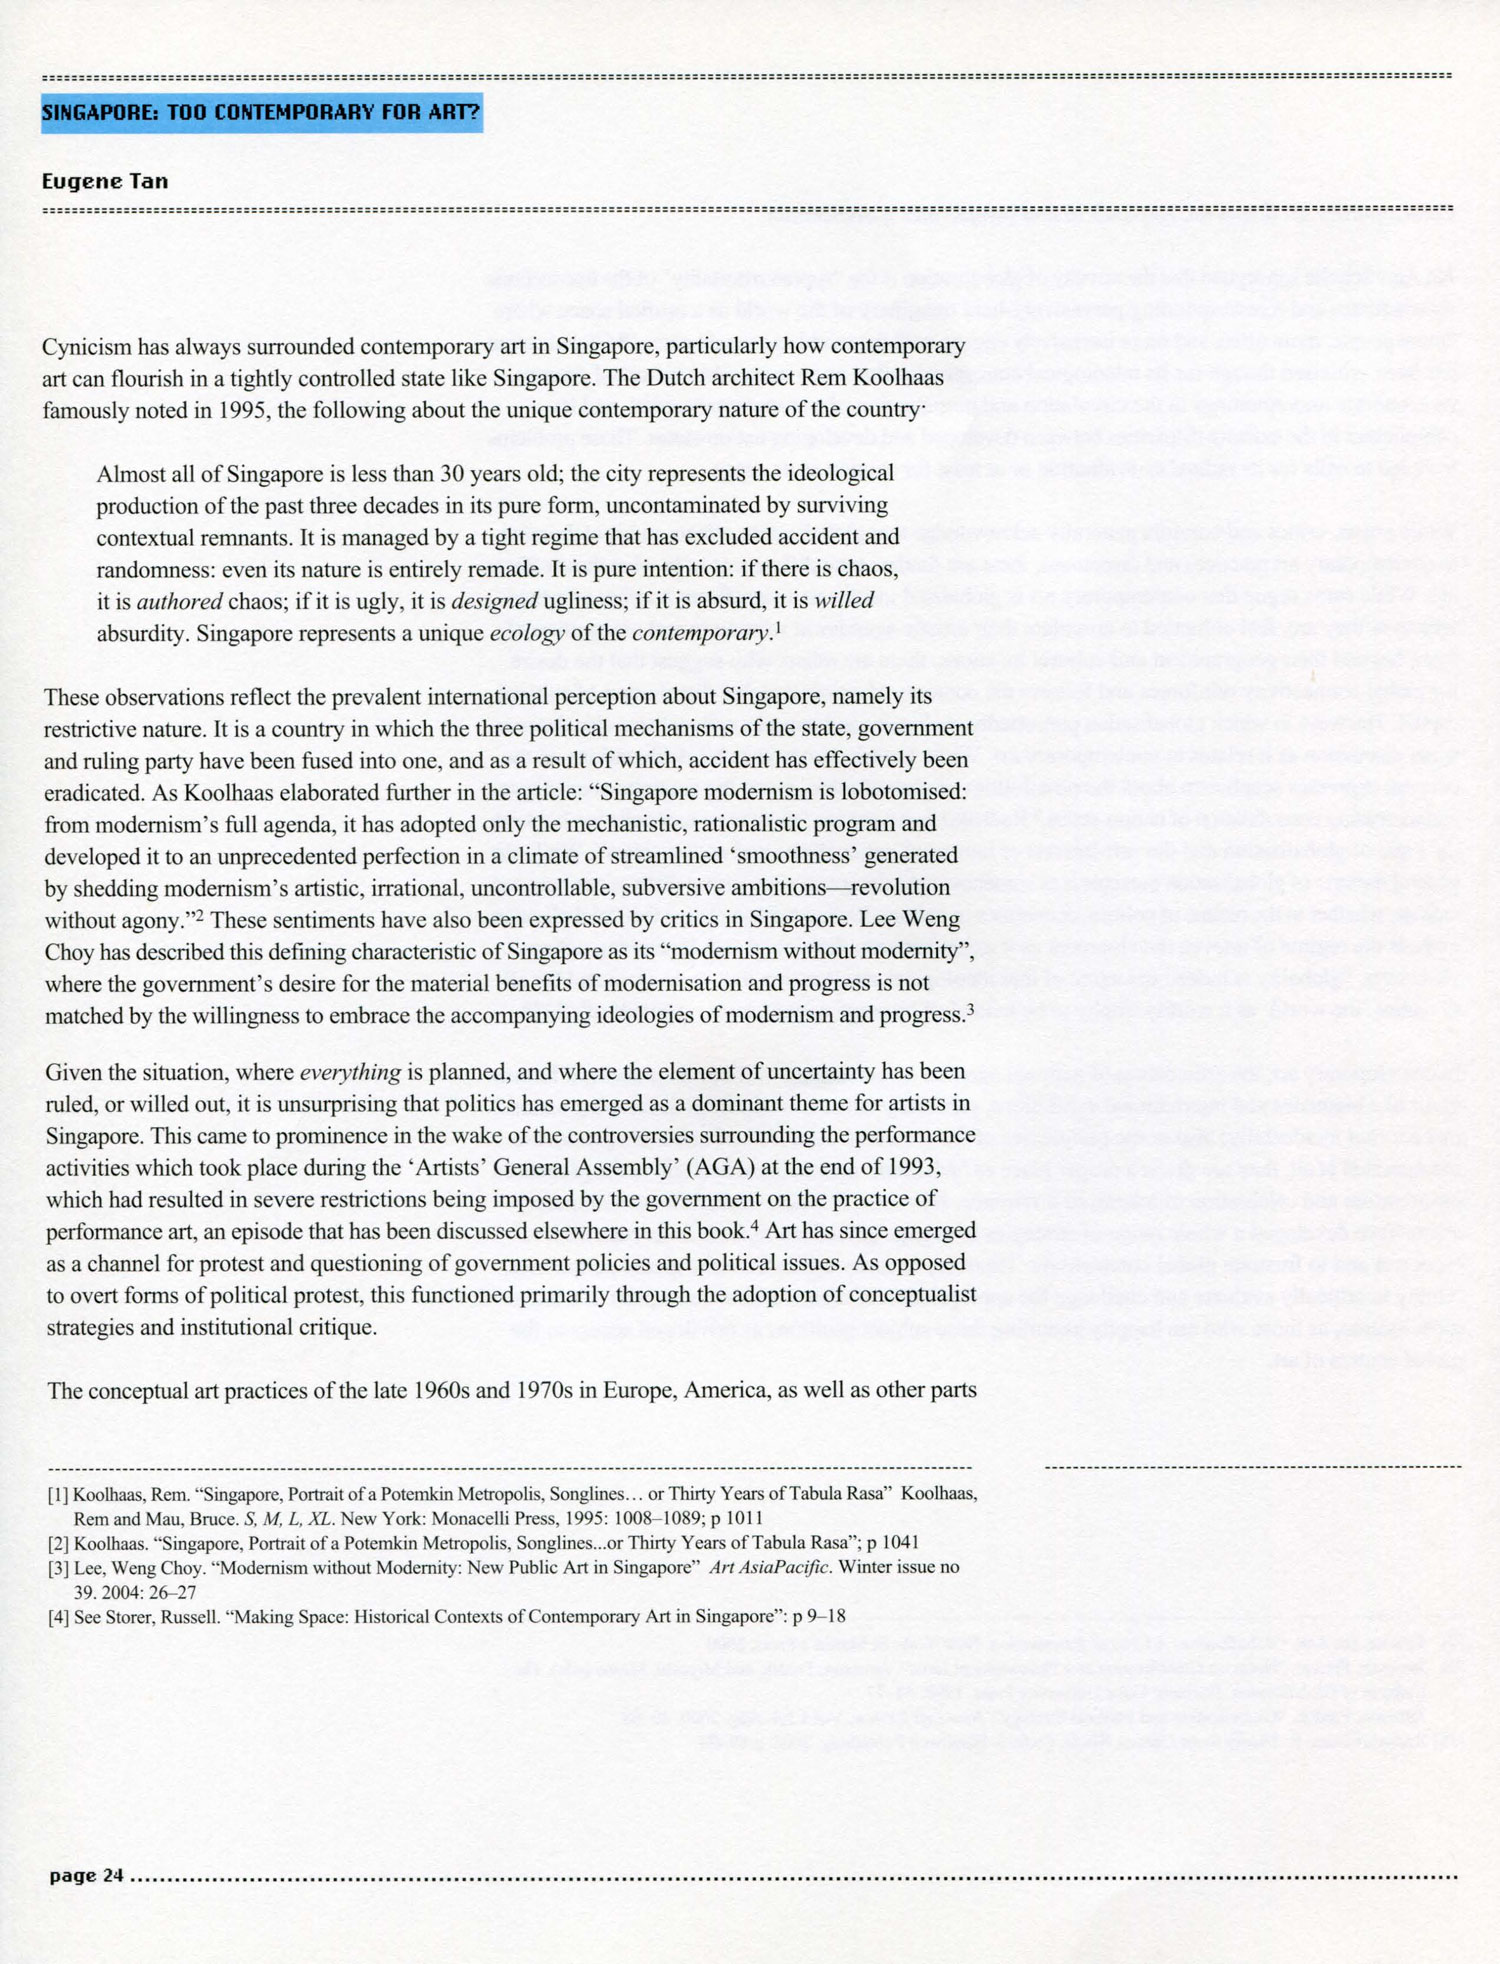 SINGAPORE: TOO CONTEMPORARY FOR ART?
Eugene Tan
Cynicism has always surrounded contemporary art in Singapore, particularly how contemporary
art can flourish in a tightly controlled state like Singapore. The Dutch architect Rem Koolhaas
famously noted in 1995, the following about the unique contemporary nature of the country·
Almost all of Singapore is less than 30 years old; the city represents the ideological
production of the past three decades in its pure form, uncontaminated by surviving
contextual remnants. It is managed by a tight regime that has excluded accident and
randomness: even its nature is entirely remade. It is pure intention: if there is chaos,
it is authored chaos; if it is ugly, it is designed ugliness; if it is absurd, it is willed
absurdity. Singapore represents a unique ecology of the contemporary.1
These observations reflect the prevalent international perception about Singapore, namely its
restrictive nature. It is a country in which the three political mechanisms of the state, government
and ruling party have been fused into one, and as a result of which, accident has effectively been
eradicated. As Koolhaas elaborated further in the article: “Singapore modernism is lobotomised:
from modernism’s full agenda, it has adopted only the mechanistic, rationalistic program and
developed it to an unprecedented perfection in a climate of streamlined ‘smoothness’ generated
by shedding modernism’s artistic, irrational, uncontrollable, subversive ambitions—revolution
without agony.”2 These sentiments have also been expressed by critics in Singapore. Lee Weng
Choy has described this defining characteristic of Singapore as its “modernism without modernity”,
where the government’s desire for the material benefits of modernisation and progress is not
matched by the willingness to embrace the accompanying ideologies of modernism and progress.3
Given the situation, where everything is planned, and where the element of uncertainty has been
ruled, or willed out, it is unsurprising that politics has emerged as a dominant theme for artists in
Singapore. This came to prominence in the wake of the controversies surrounding the performance
activities which took place during the ‘Artists’ General Assembly’ (AGA) at the end of 1993,
which had resulted in severe restrictions being imposed by the government on the practice of
performance art, an episode that has been discussed elsewhere in this book.4 Art has since emerged
as a channel for protest and questioning of government policies and political issues. As opposed
to overt forms of political protest, this functioned primarily through the adoption of conceptualist
strategies and institutional critique.
The conceptual art practices of the late 1960s and 1970s in Europe, America, as well as other parts
[1] Koolhaas, Rem. “Singapore, Portrait of a Potemkin Metropolis, Songlines… or Thirty Years of Tabula Rasa” Koolhaas,
Rem and Mau, Bruce. S, M, L, XL. New York: Monacelli Press, 1995: 1008–1089; p 1011
[2] Koolhaas. “Singapore, Portrait of a Potemkin Metropolis, Songlines...or Thirty Years of Tabula Rasa”; p 1041
[3] Lee, Weng Choy. “Modernism without Modernity: New Public Art in Singapore” Art AsiaPacific. Winter issue no
39. 2004: 26–27
[4] See Storer, Russell. “Making Space: Historical Contexts of Contemporary Art in Singapore”: p 9–18
page 24